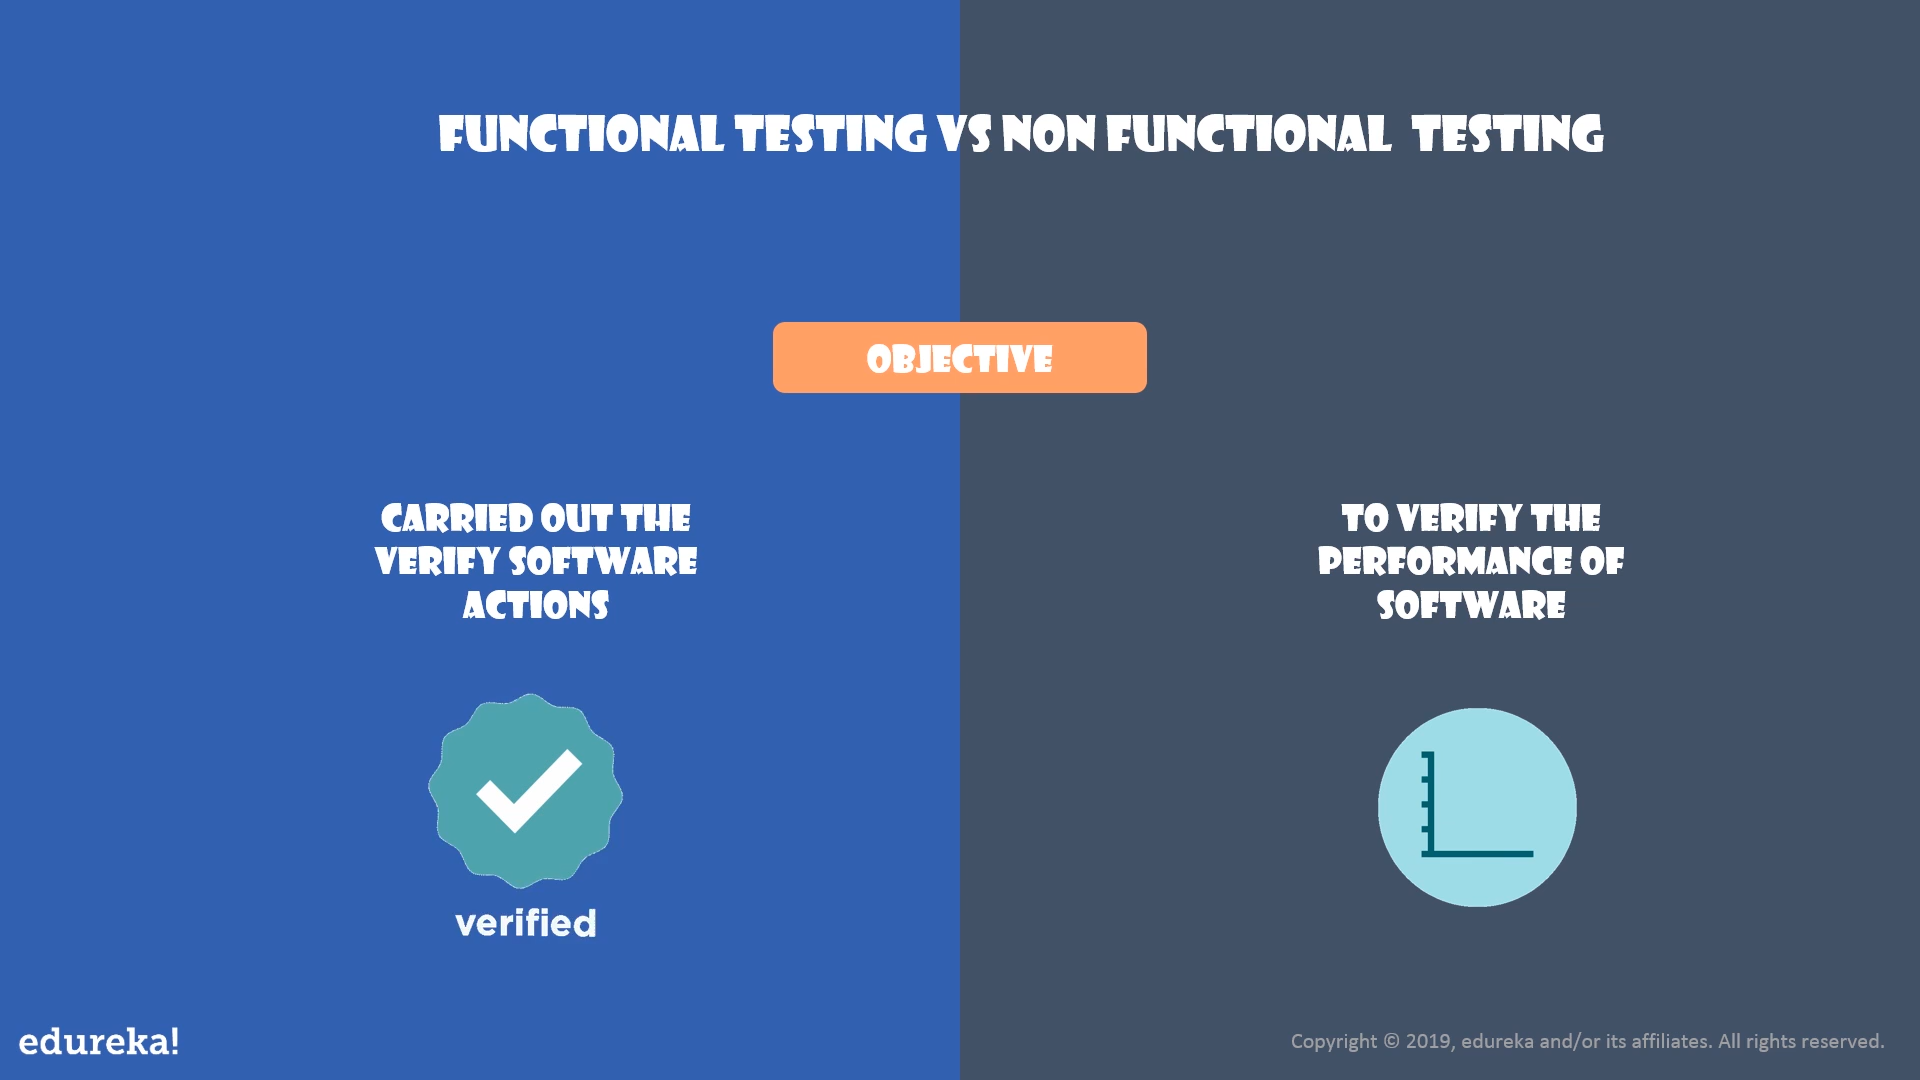 FUNCTIONAL TESTING VS NON FUNCTIONAL TESTING
OBJECTIVE
CARRIED OUT THE
VERIFY SOFTWARE
ACTIONS
TO VERIFY THE
PERFORMANCE OF
SOFTWARE
verified
edureka!
Copyright © 2019, edureka and/or its affiliates. All rights reserved.